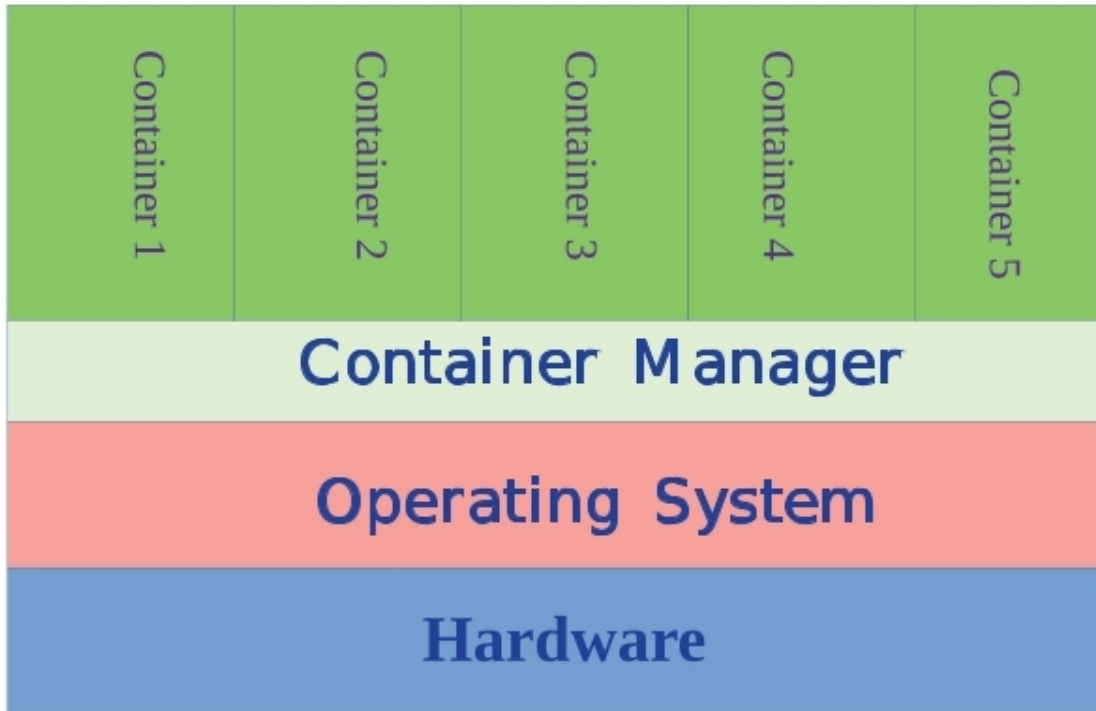 Container 1
Container 2
Container 3
Container 4
Container 5
Container Manager
Operating System
Hardware